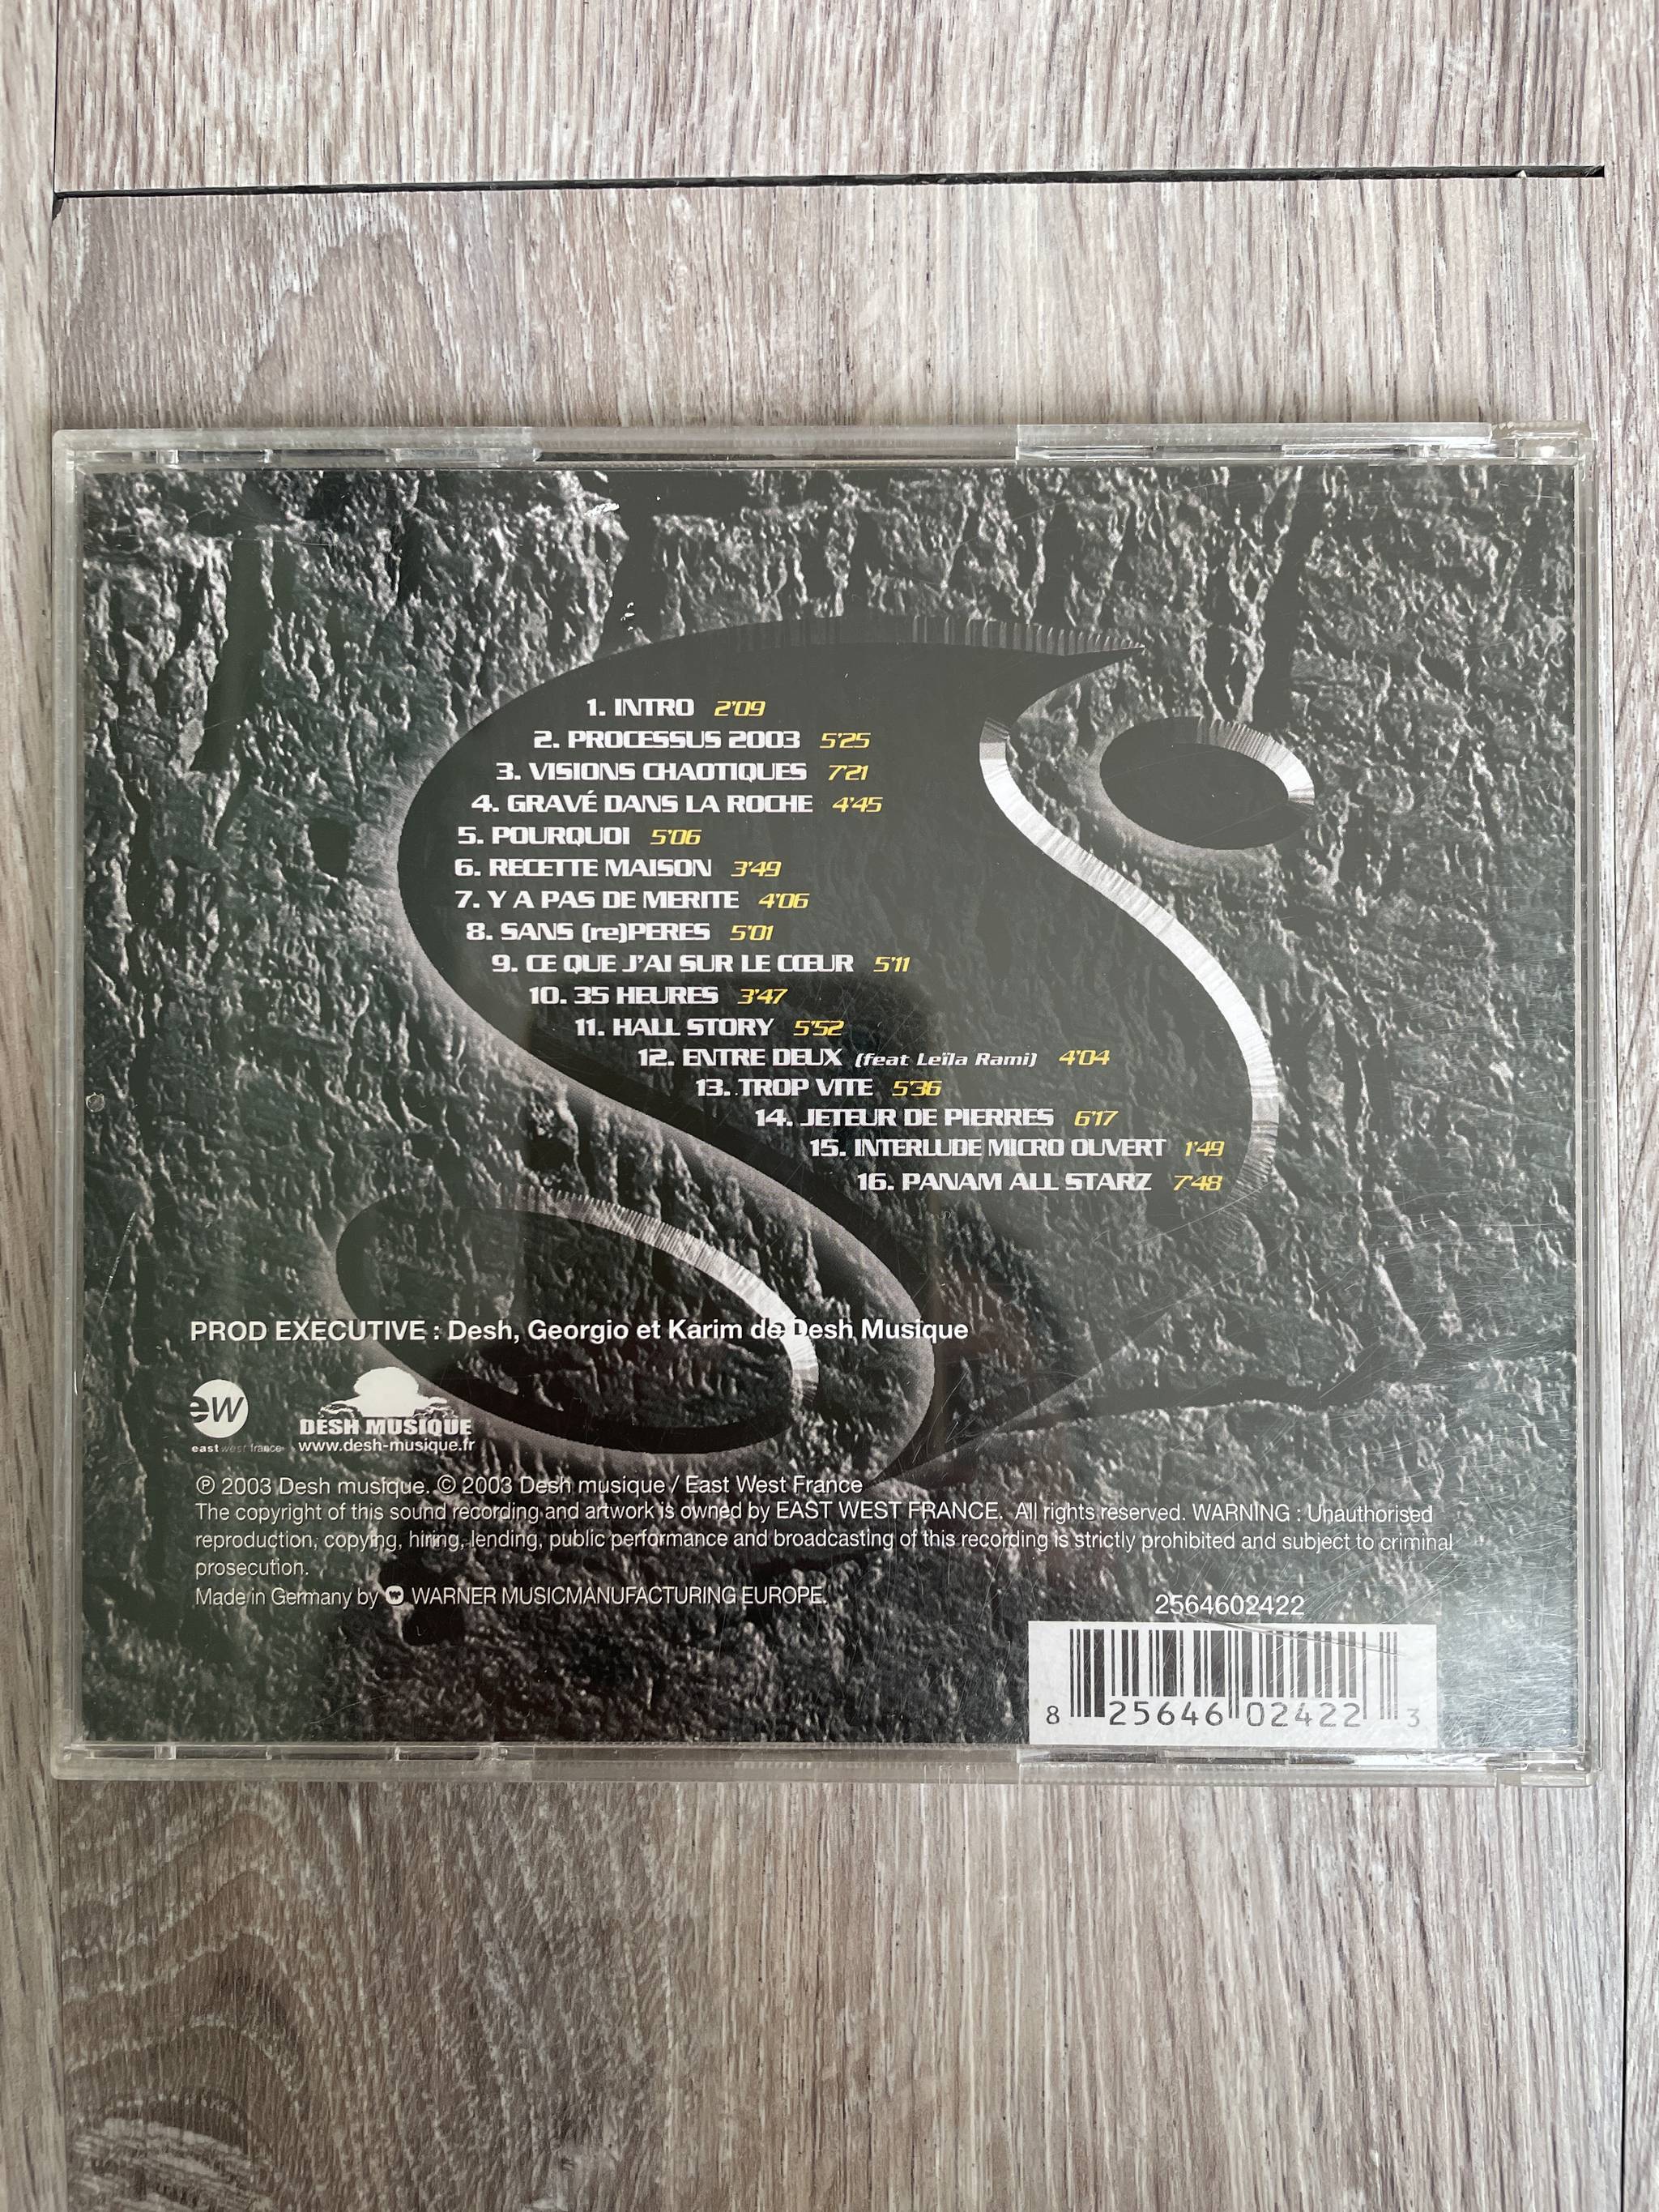 1. INTRO 2'09
2. PROCESSUS 2003 5'25
3. VISIONS CHAOTIQUES 7'21
4. GRAVÉ DANS LA ROCHE 4'45
5. POURQUOI 5'06
6. RECETTE MAISON 3'49
7. Y A PAS DE MERITE 4'06
8. SANS (re)PERES 5'01
9. CE QUE J'AI SUR LE CŒUR 5'11
10. 35 HEURES 3'47
11. HALL STORY 5'52
12. ENTRE DEUX (feat Leïla Rami) 4'04
13. TROP VITE 5'36
14. JETEUR DE PIERRES 6'17
15. INTERLUDE MICRO OUVERT 1'49
16. PANAM ALL STARZ 7'48
PROD EXECUTIVE : Desh, Georgio et Karim de Desh Musique
eW
east west france
DESH MUSIQUE
www.desh-musique.fr
℗ 2003 Desh musique. © 2003 Desh musique / East West France
The copyright of this sound recording and artwork is owned by EAST WEST FRANCE. All rights reserved. WARNING : Unauthorised
reproduction, copying, hiring, lending, public performance and broadcasting of this recording is strictly prohibited and subject to criminal
prosecution.
Made in Germany by WARNER MUSICMANUFACTURING EUROPE.
2564602422
8 25646 02422 3